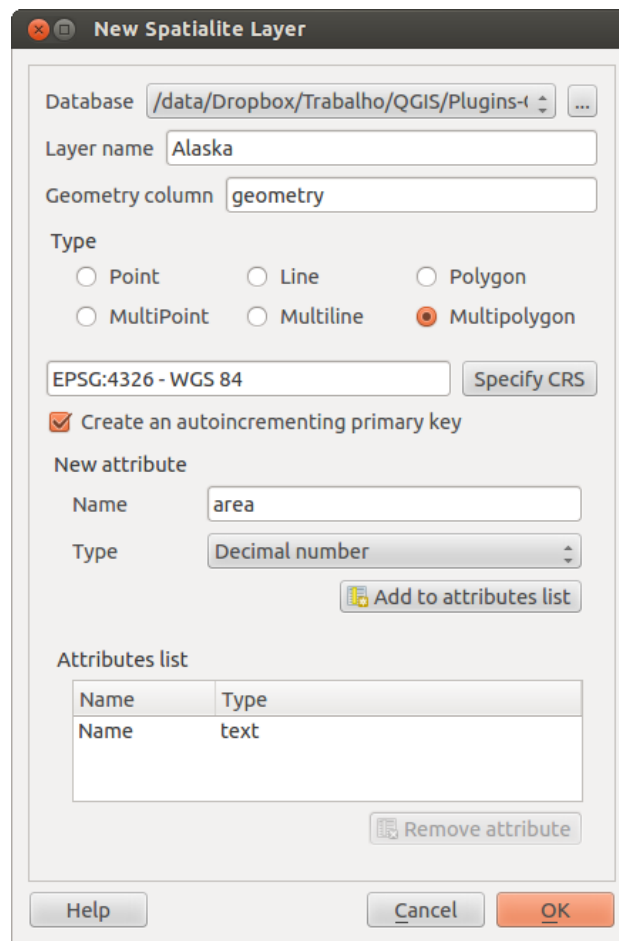 New Spatialite Layer
Database /data/Dropbox/Trabalho/QGIS/Plugins-( ...
Layer name Alaska
Geometry column geometry
Type
Point Line Polygon
MultiPoint Multiline Multipolygon
EPSG:4326 - WGS 84 Specify CRS
Create an autoincrementing primary key
New attribute
Name area
Type Decimal number
Add to attributes list
Attributes list
Name Type
Name text
Remove attribute
Help Cancel OK